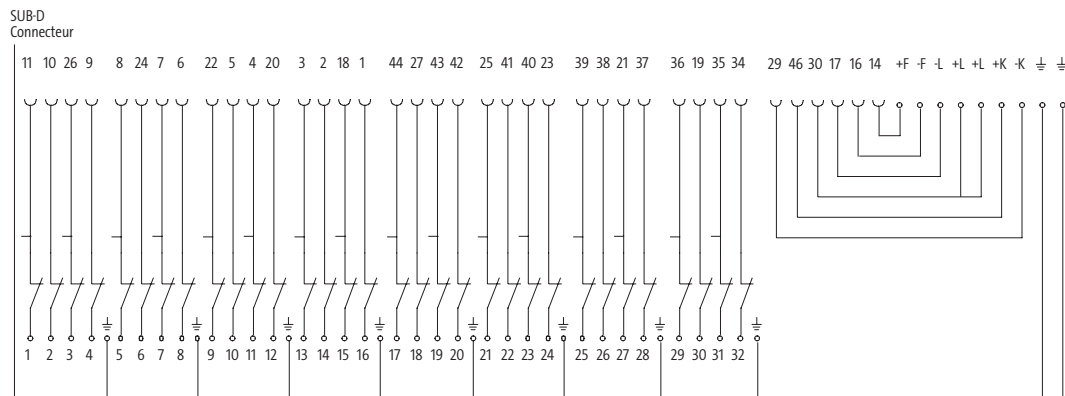 SUB-D
Connecteur
11 10 26 9 8 24 7 6 22 5 4 20 3 2 18 1 44 27 43 42 25 41 40 23 39 38 21 37 36 19 35 34 29 46 30 17 16 14 +F -F -L +L +L +K -K
1 2 3 4 5 6 7 8 9 10 11 12 13 14 15 16 17 18 19 20 21 22 23 24 25 26 27 28 29 30 31 32